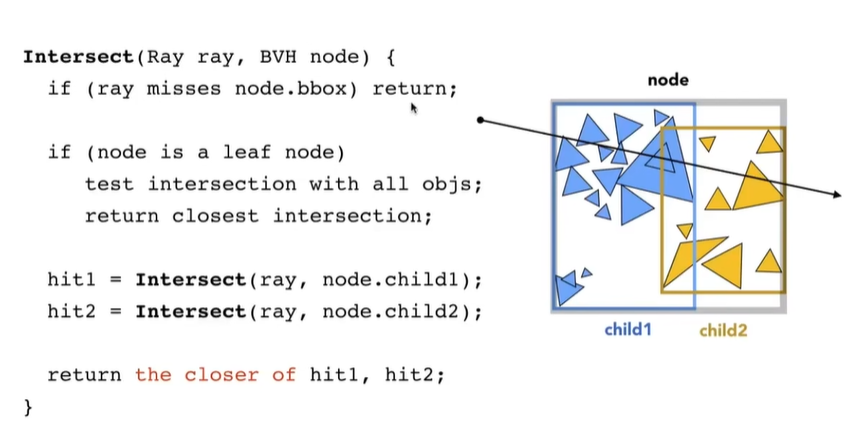 Intersect(Ray ray, BVH node) {
if (ray misses node.bbox) return;
if (node is a leaf node)
test intersection with all objs;
return closest intersection;
hit1 = Intersect(ray, node.child1);
hit2 = Intersect(ray, node.child2);
return the closer of hit1, hit2;
}
node
child1
child2